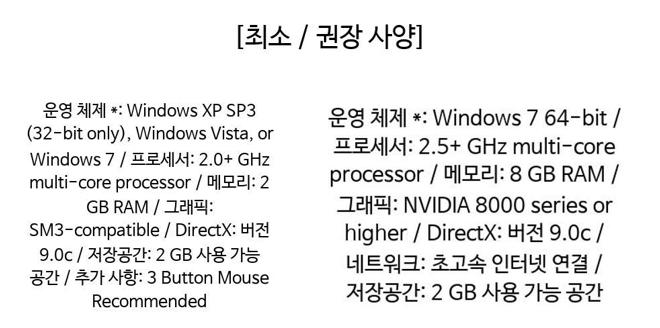 [최소 / 권장 사양]
운영 체제 *: Windows XP SP3
(32-bit only), Windows Vista, or
Windows 7 / 프로세서: 2.0+ GHz
multi-core processor / 메모리: 2
GB RAM / 그래픽:
SM3-compatible / DirectX: 버전
9.0c / 저장공간: 2 GB 사용 가능
공간 / 추가 사항: 3 Button Mouse
Recommended
운영 체제 *: Windows 7 64-bit /
프로세서: 2.5+ GHz multi-core
processor / 메모리: 8 GB RAM /
그래픽: NVIDIA 8000 series or
higher / DirectX: 버전 9.0c /
네트워크: 초고속 인터넷 연결 /
저장공간: 2 GB 사용 가능 공간